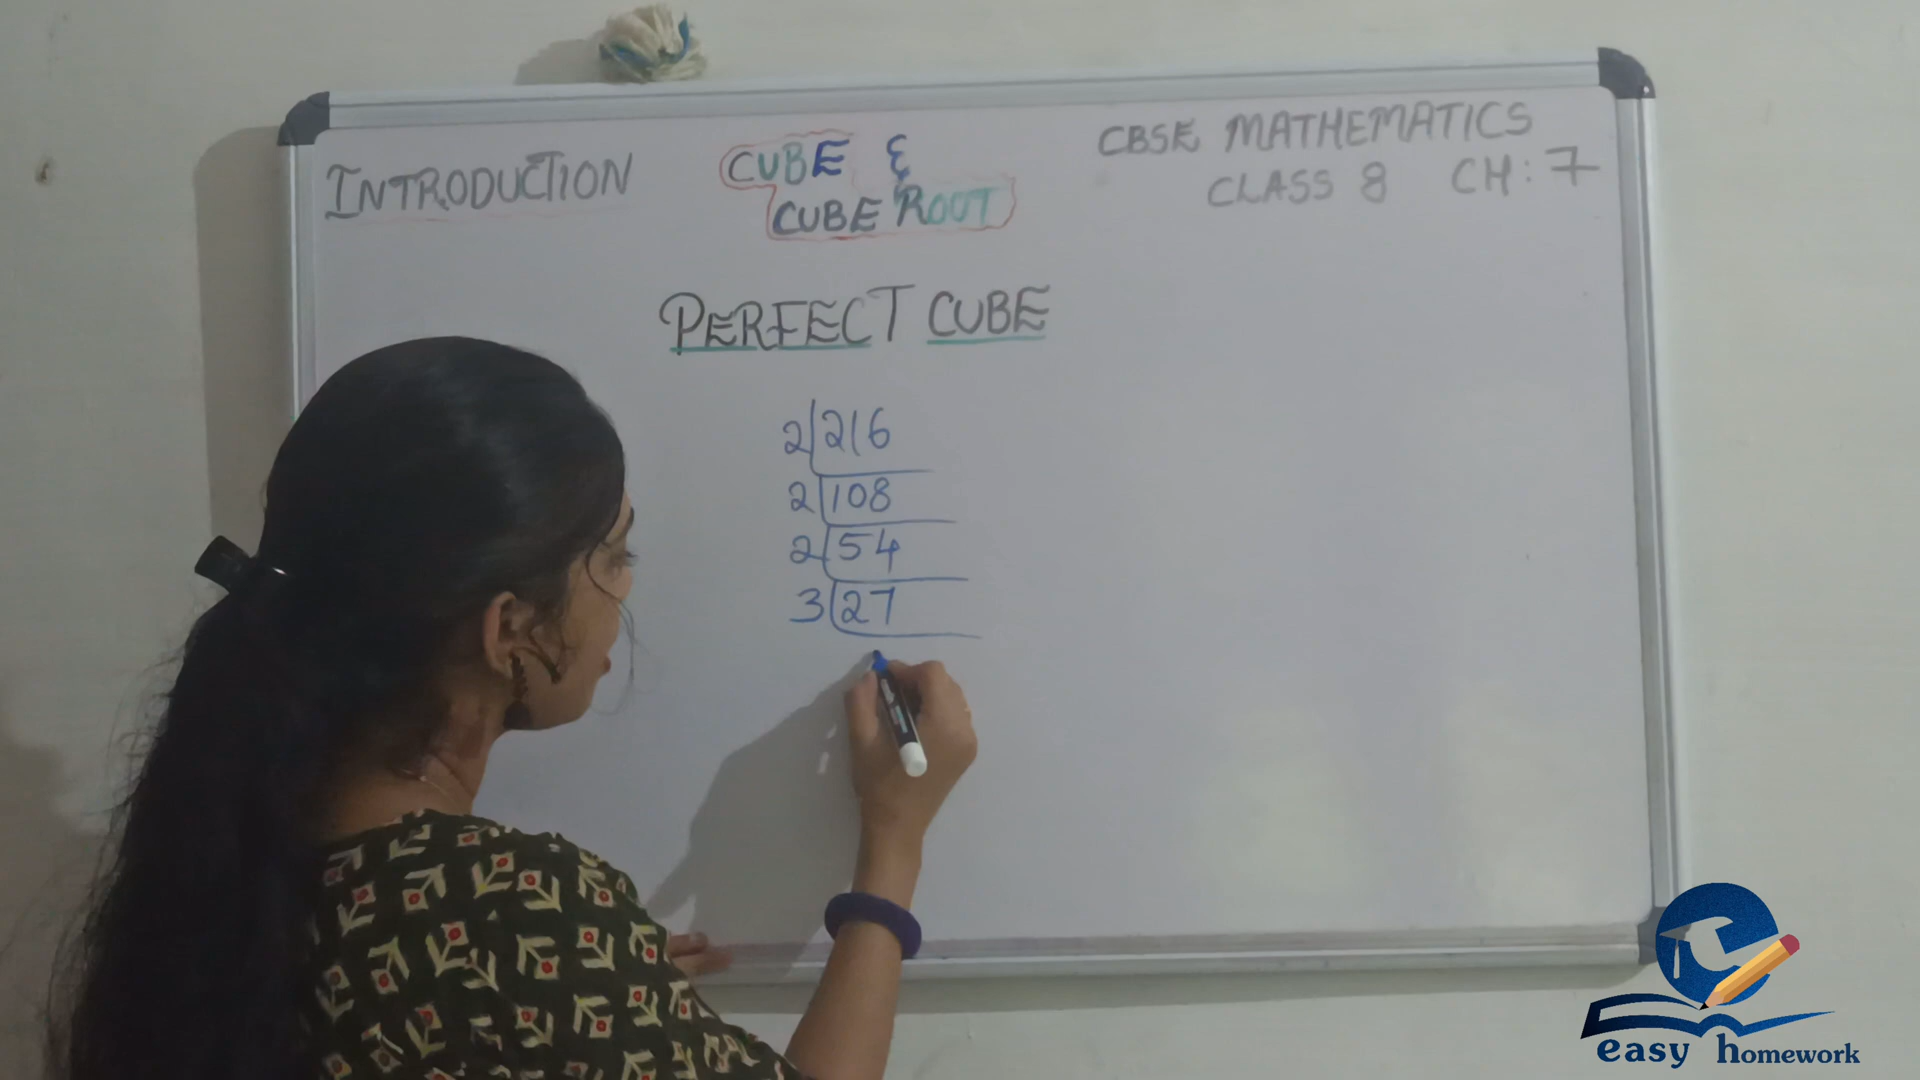 INTRODUCTION
CUBE &
CUBE ROOT
CBSE MATHEMATICS
CLASS 8 CH: 7
PERFECT CUBE
2 216
2 108
2 54
3 27
easy homework